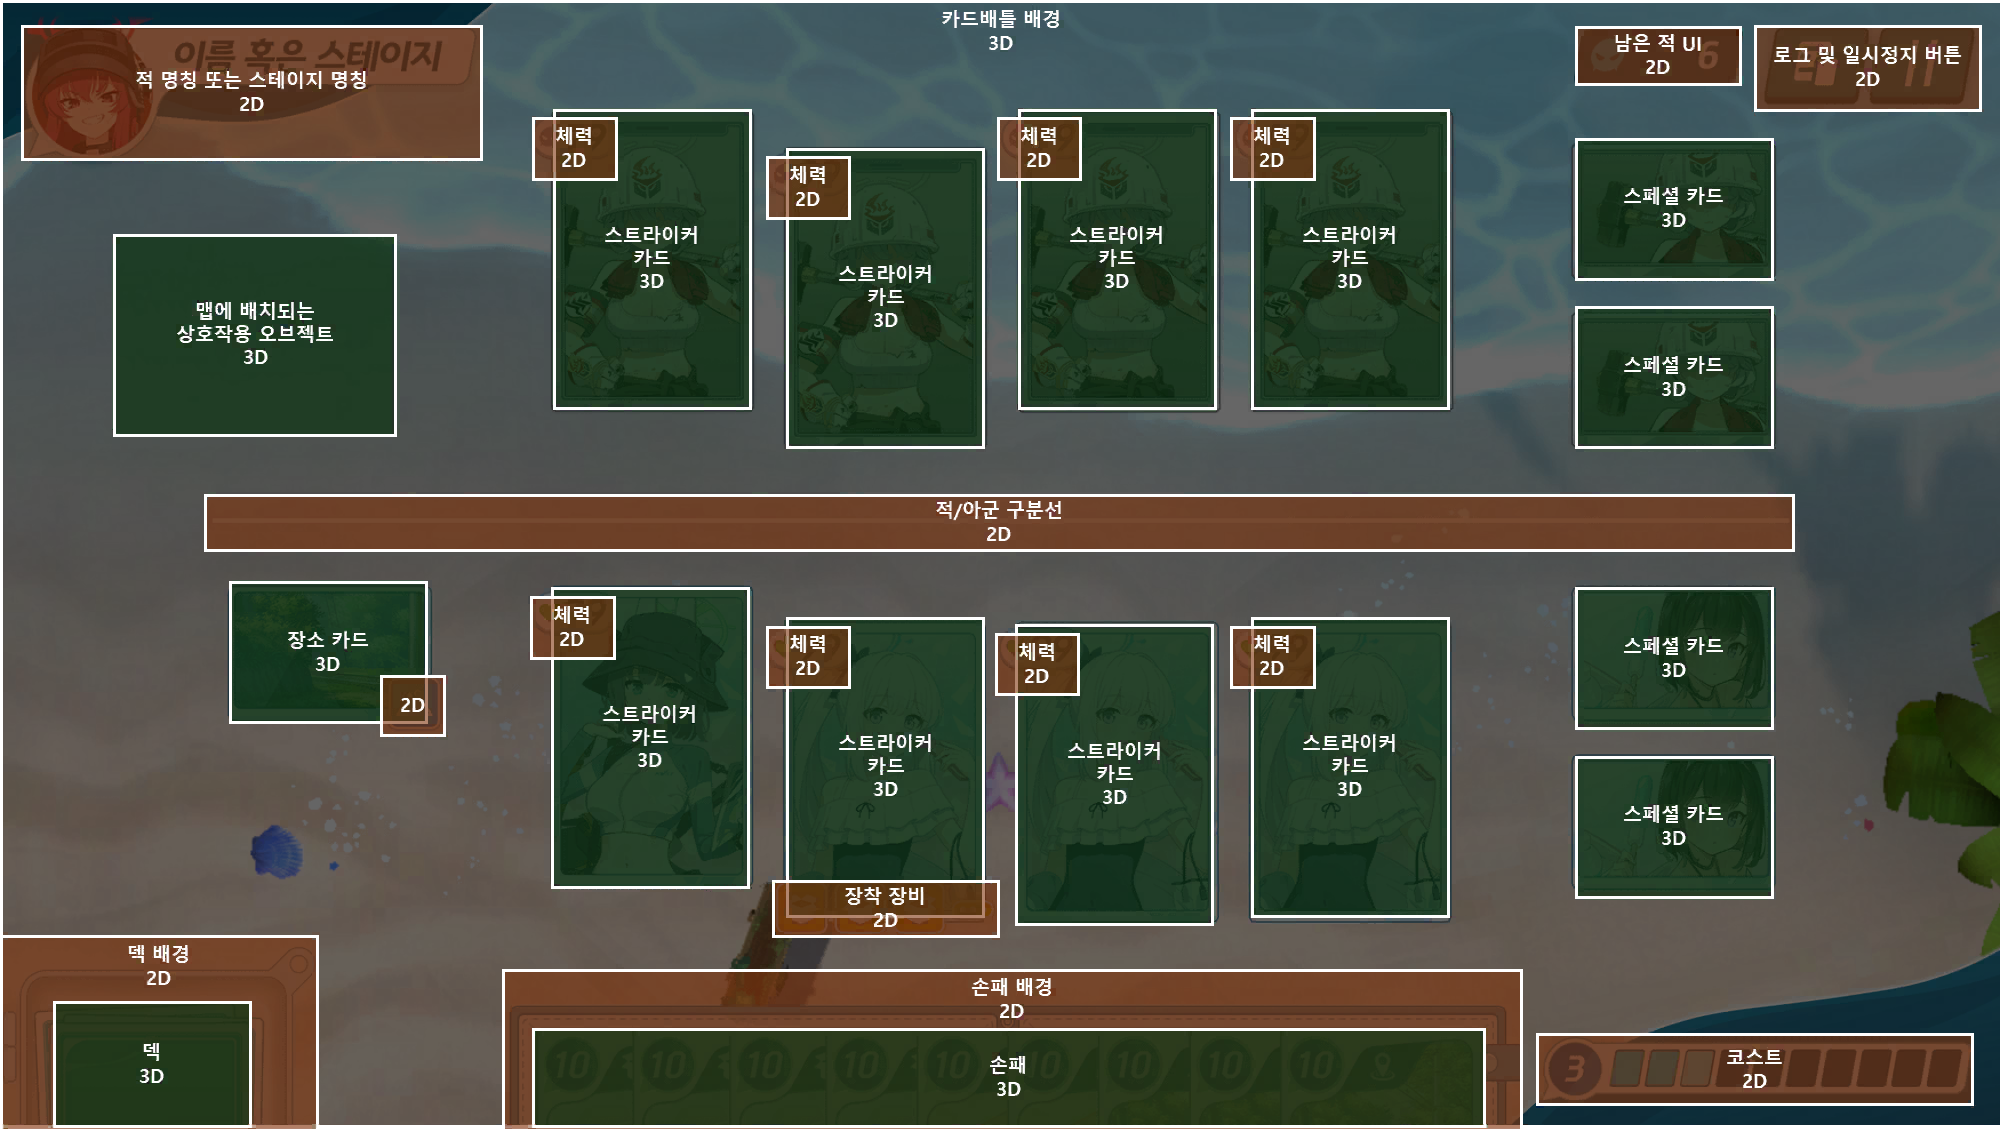 카드배틀 배경
3D
이름 혹은 스테이지
적 명칭 또는 스테이지 명칭
2D
남은 적 UI
2D
6
로그 및 일시정지 버튼
2D
체력
2D
스트라이커
카드
3D
체력
2D
스트라이커
카드
3D
체력
2D
스트라이커
카드
3D
체력
2D
스트라이커
카드
3D
스페셜 카드
3D
스페셜 카드
3D
맵에 배치되는
상호작용 오브젝트
3D
적/아군 구분선
2D
장소 카드
3D
2D
체력
2D
스트라이커
카드
3D
체력
2D
스트라이커
카드
3D
장착 장비
2D
체력
2D
스트라이커
카드
3D
체력
2D
스트라이커
카드
3D
스페셜 카드
3D
스페셜 카드
3D
덱 배경
2D
덱
3D
손패 배경
2D
10 10 10 10 10 10 10 10 10
손패
3D
3
코스트
2D